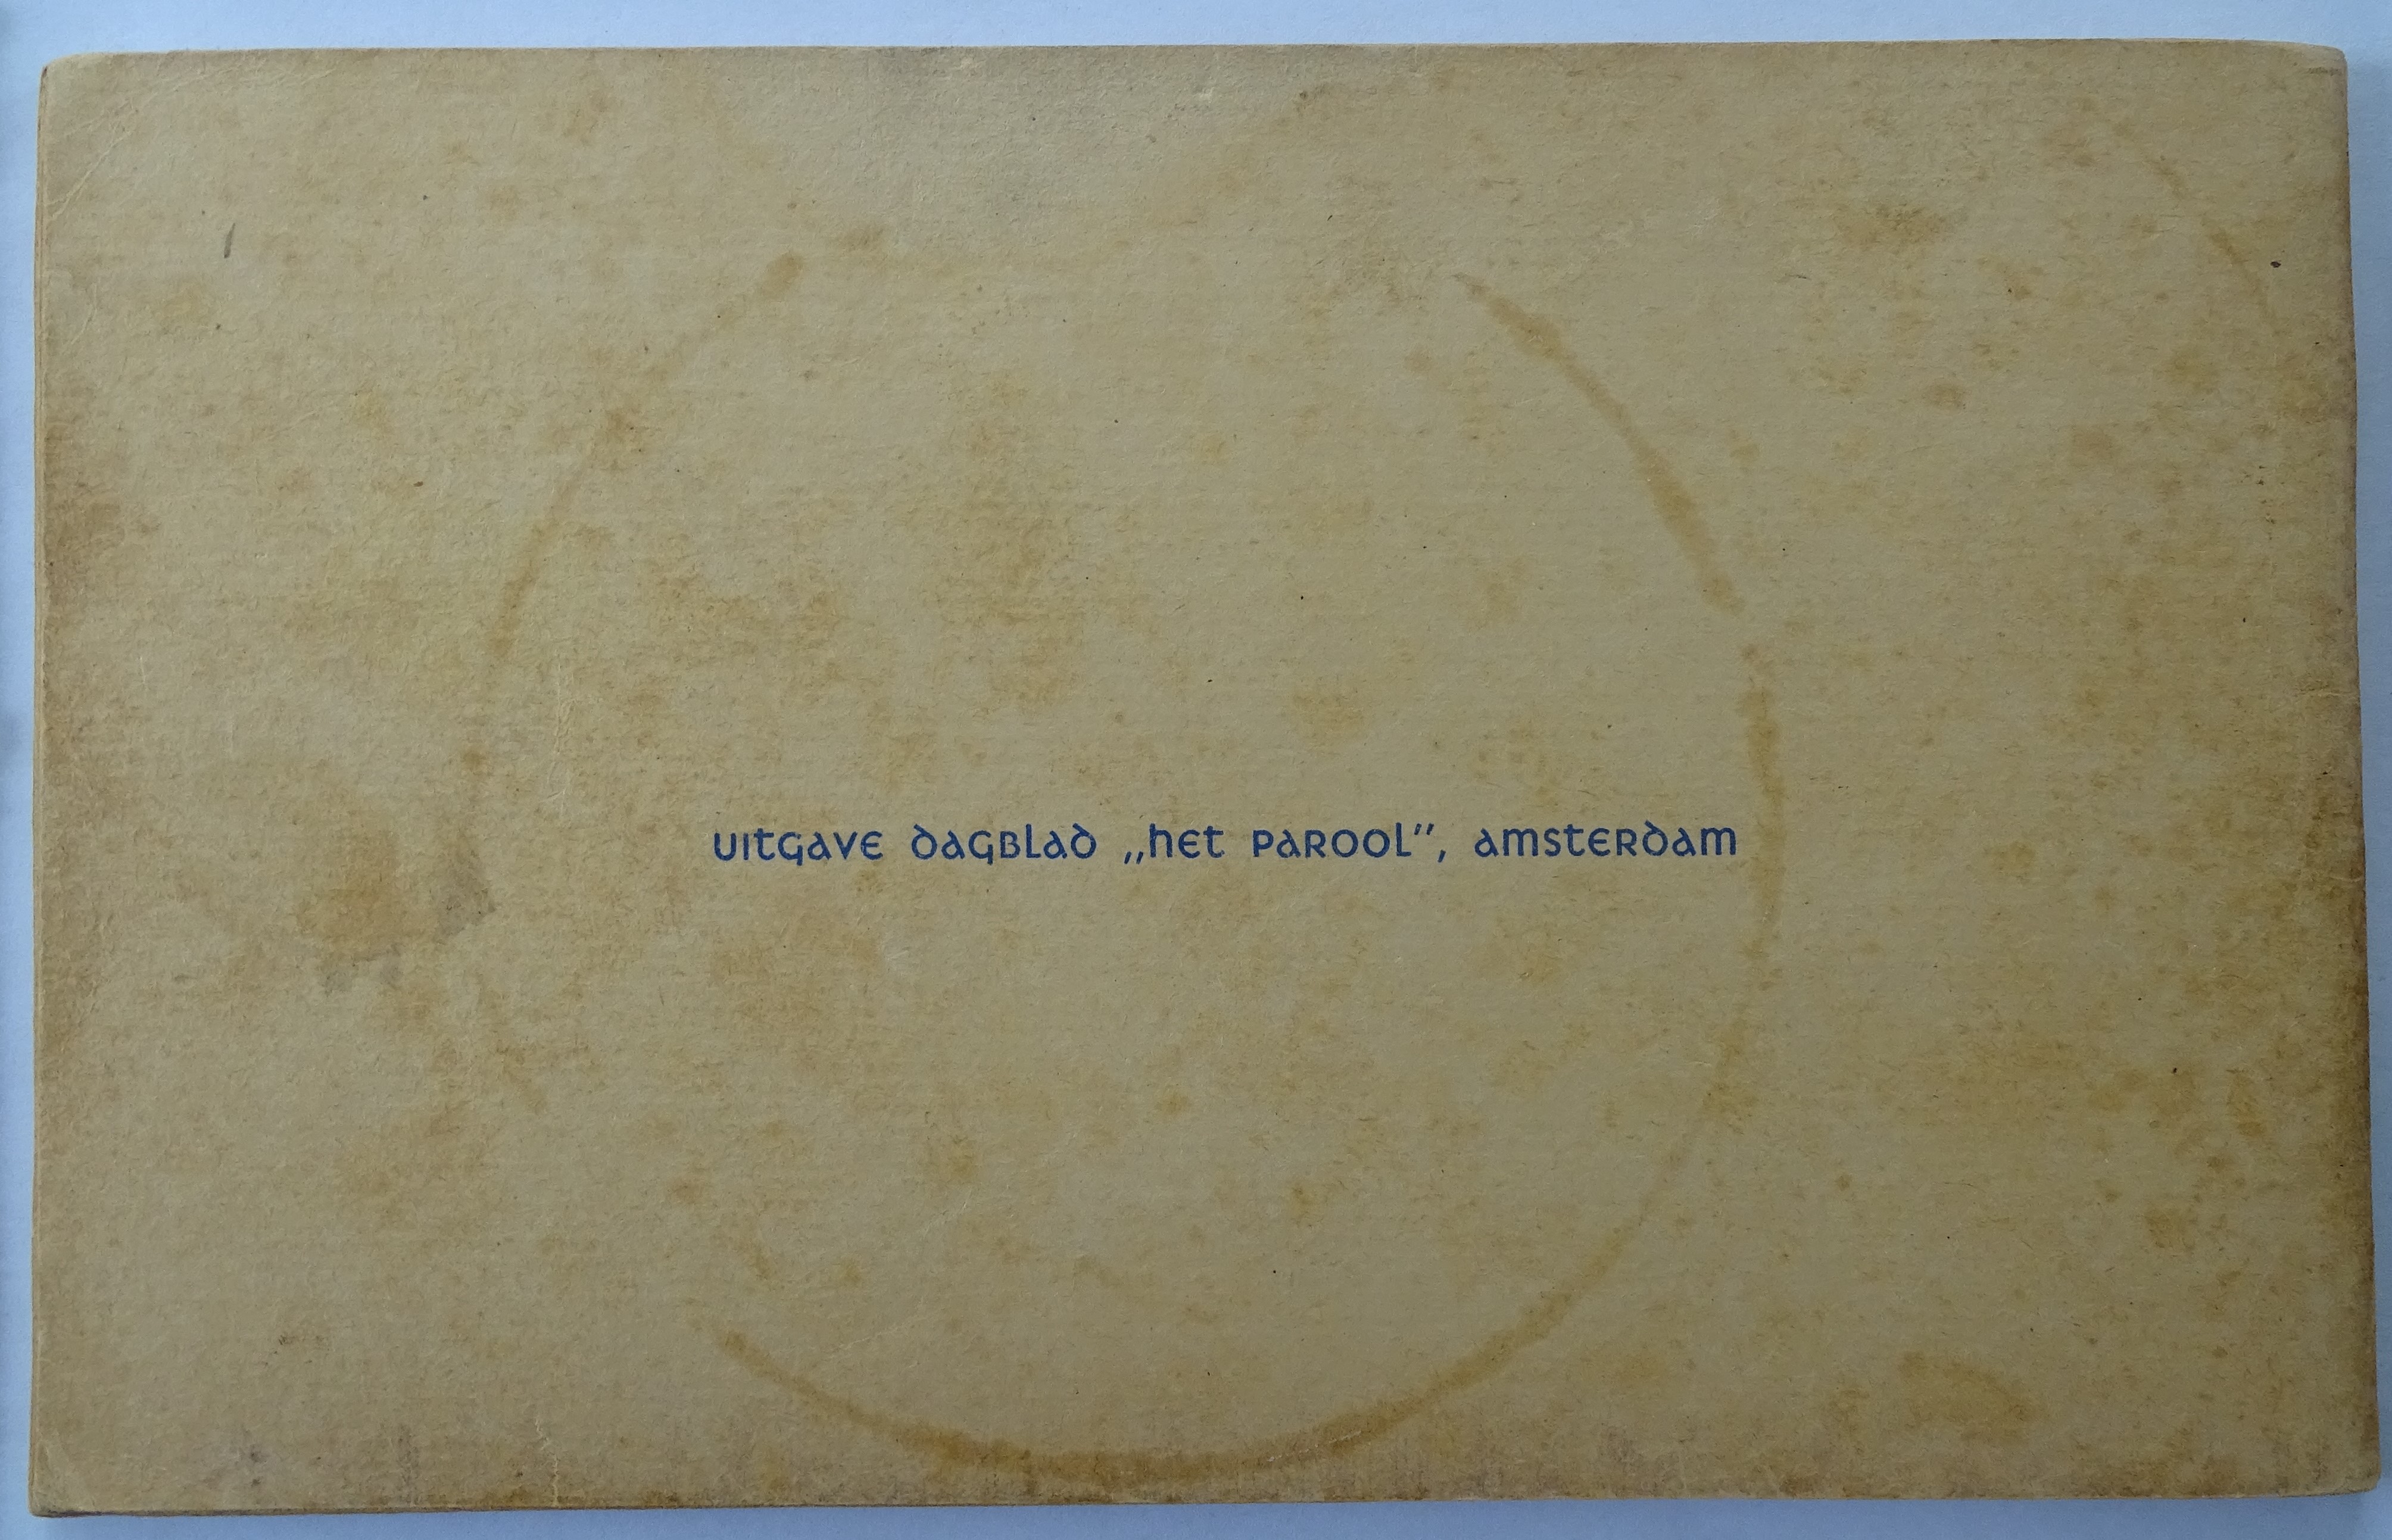 uitgave dagblad „het parool”, amsterdam